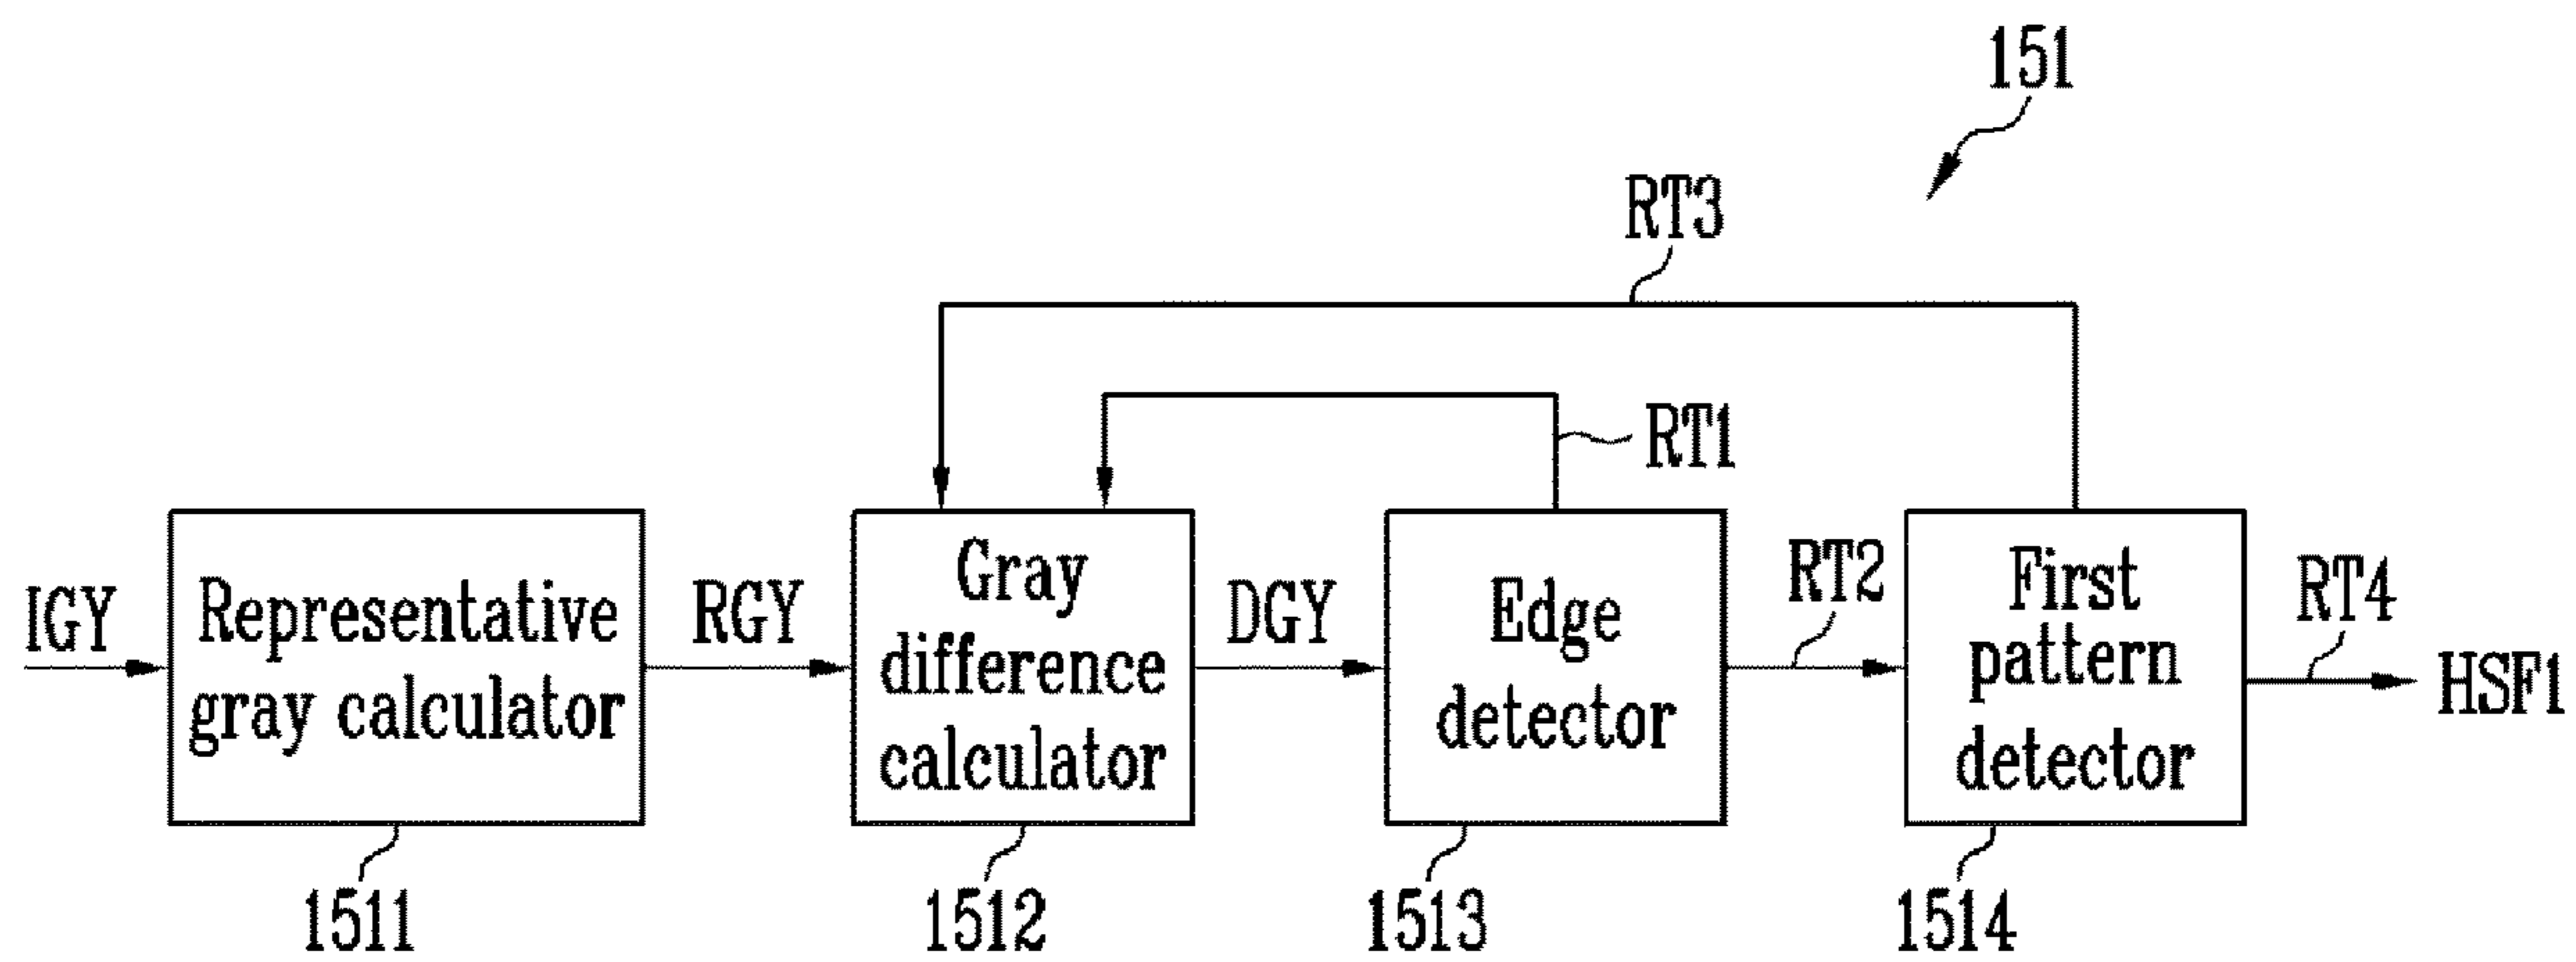 151
RT3
RT1
IGY
Representative
gray calculator
RGY
Gray
difference
calculator
DGY
Edge
detector
RT2
First
pattern
detector
RT4
HSF1
1511
1512
1513
1514